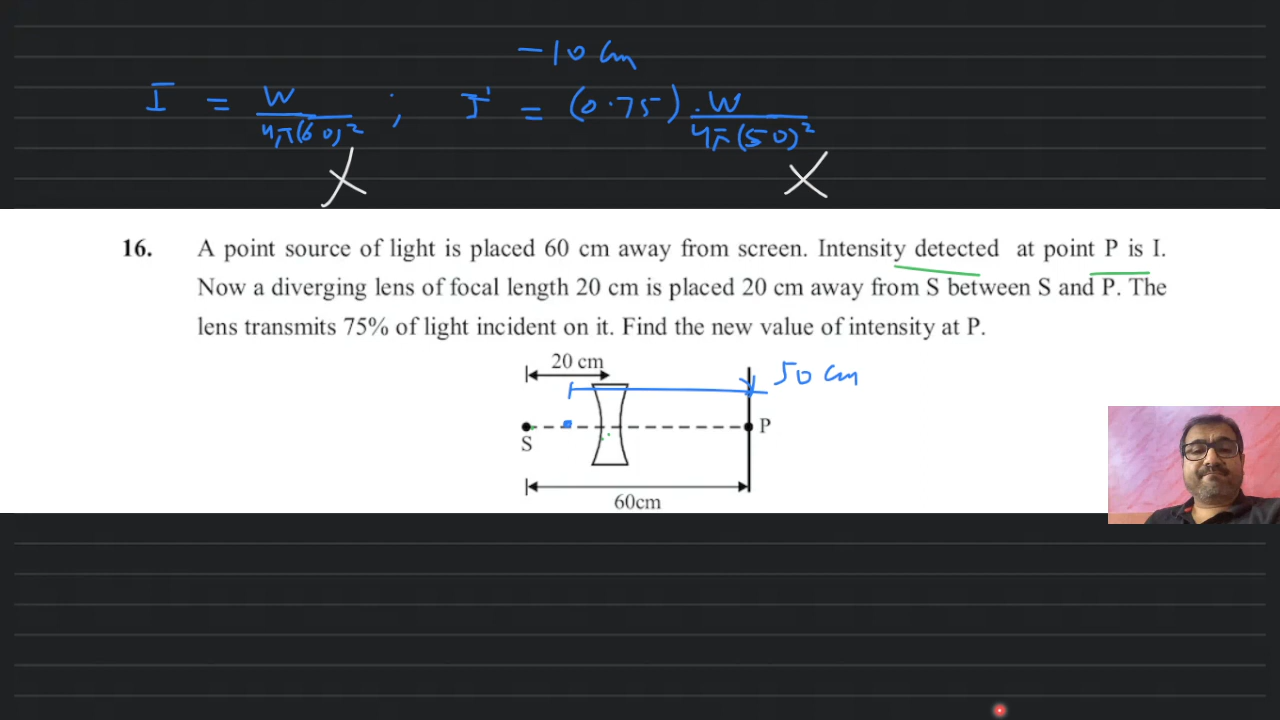 -10 cm
I = W / 4π(60)² ; I' = (0.75) . W / 4π(50)²
16. A point source of light is placed 60 cm away from screen. Intensity detected at point P is I.
Now a diverging lens of focal length 20 cm is placed 20 cm away from S between S and P. The
lens transmits 75% of light incident on it. Find the new value of intensity at P.
20 cm
50 cm
S
P
60cm